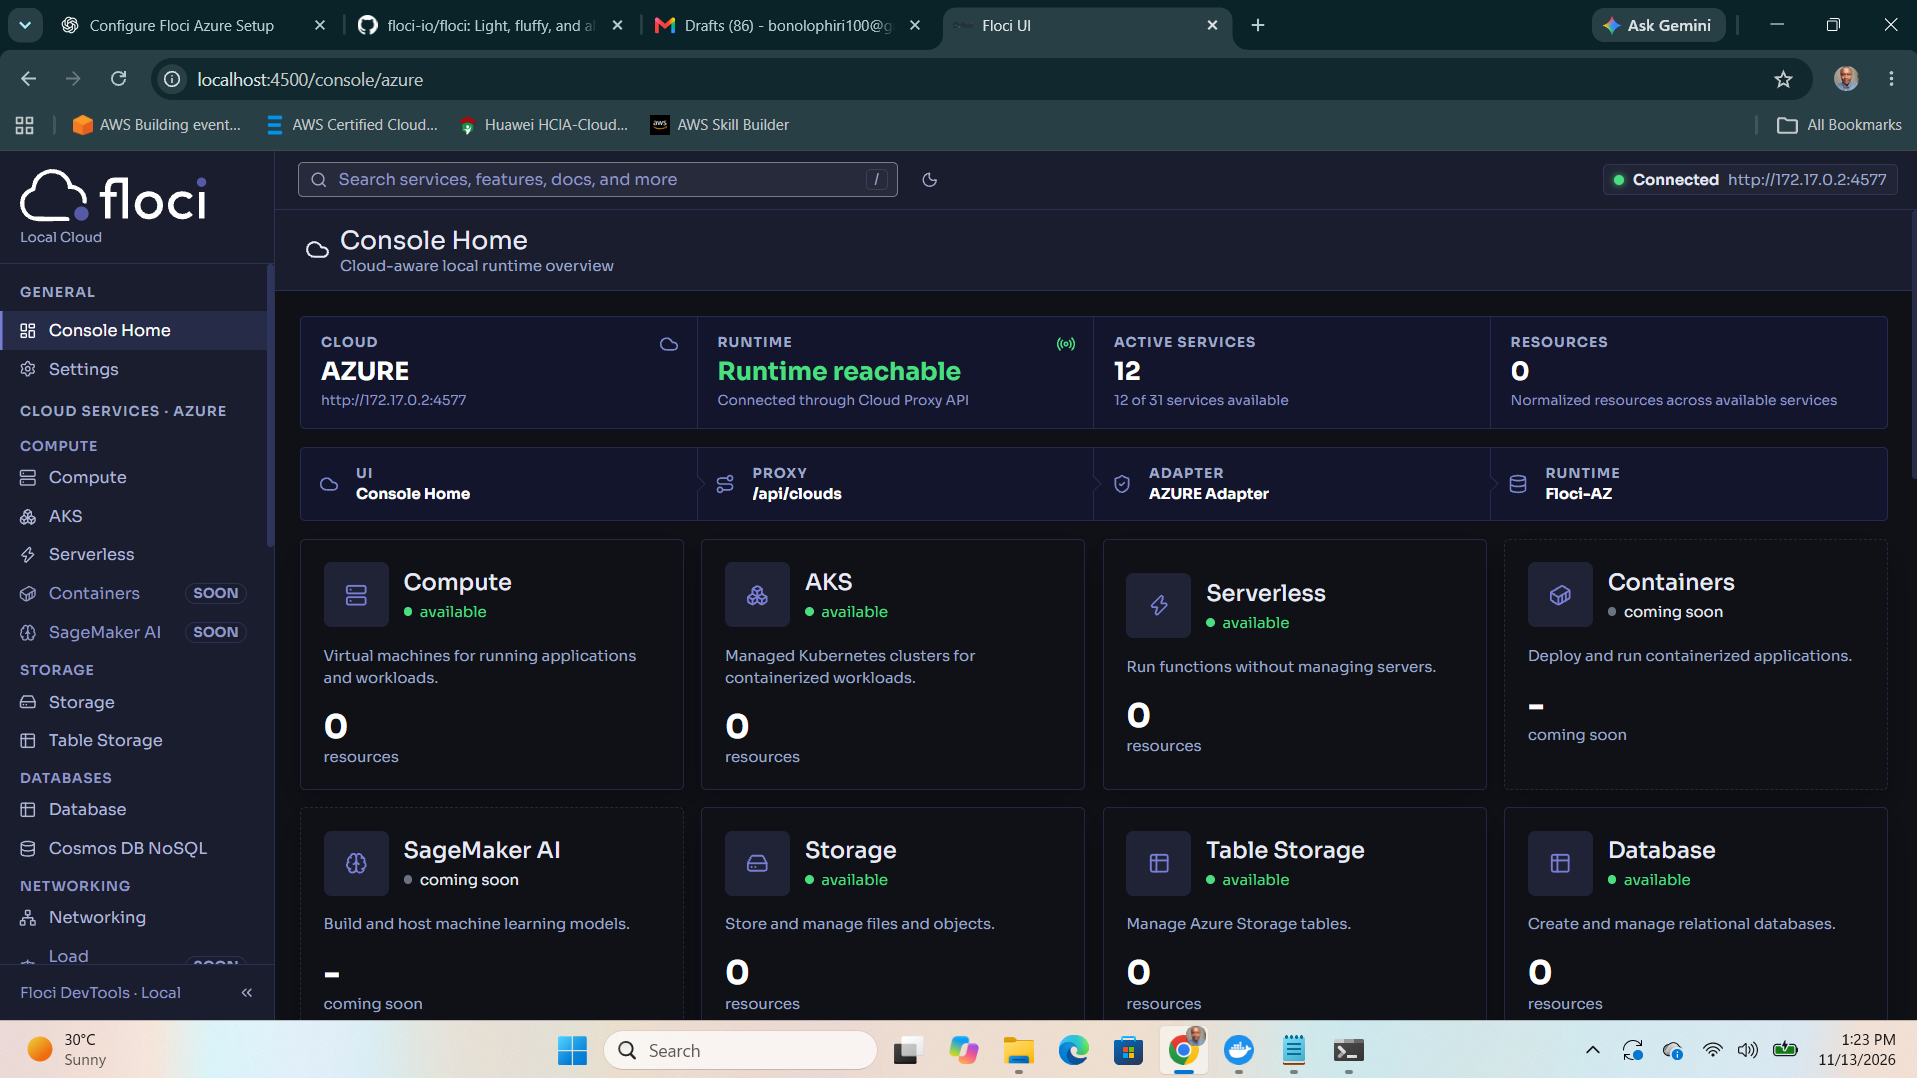 Configure Floci Azure Setup
floci-io/floci: Light, fluffy, and al
Drafts (86) - bonolophiri100@g
Floci UI
Ask Gemini
localhost:4500/console/azure
AWS Building event...
AWS Certified Cloud...
Huawei HCIA-Cloud...
aws
AWS Skill Builder
All Bookmarks
floci
Local Cloud
Search services, features, docs, and more
/
Connected http://172.17.0.2:4577
Console Home
Cloud-aware local runtime overview
GENERAL
Console Home
Settings
CLOUD SERVICES · AZURE
COMPUTE
Compute
AKS
Serverless
Containers SOON
SageMaker AI SOON
STORAGE
Storage
Table Storage
DATABASES
Database
Cosmos DB NoSQL
NETWORKING
Networking
Load SOON
Floci DevTools · Local
CLOUD
AZURE
http://172.17.0.2:4577
RUNTIME
Runtime reachable
Connected through Cloud Proxy API
ACTIVE SERVICES
12
12 of 31 services available
RESOURCES
0
Normalized resources across available services
UI
Console Home
PROXY
/api/clouds
ADAPTER
AZURE Adapter
RUNTIME
Floci-AZ
Compute
available
Virtual machines for running applications
and workloads.
0
resources
AKS
available
Managed Kubernetes clusters for
containerized workloads.
0
resources
Serverless
available
Run functions without managing servers.
0
resources
Containers
coming soon
Deploy and run containerized applications.
-
coming soon
SageMaker AI
coming soon
Build and host machine learning models.
-
coming soon
Storage
available
Store and manage files and objects.
0
resources
Table Storage
available
Manage Azure Storage tables.
0
resources
Database
available
Create and manage relational databases.
0
resources
30°C
Sunny
Search
1:23 PM
11/13/2026